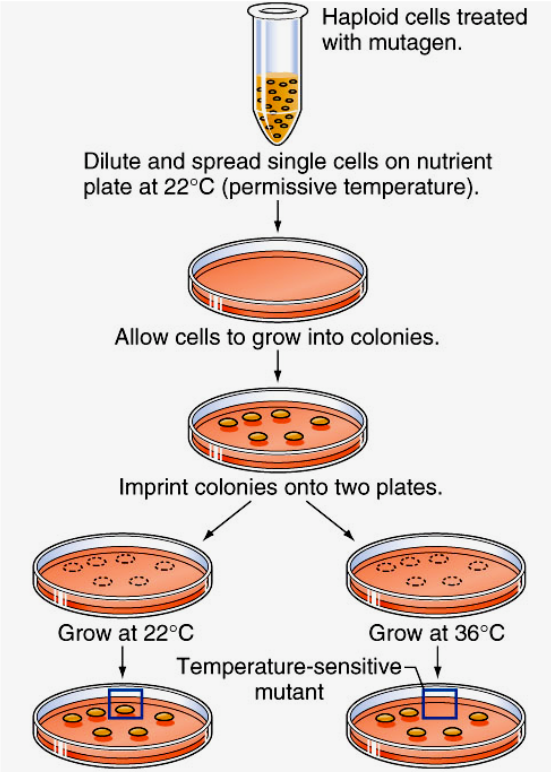 Haploid cells treated
with mutagen.
Dilute and spread single cells on nutrient
plate at 22°C (permissive temperature).
Allow cells to grow into colonies.
Imprint colonies onto two plates.
Grow at 22°C
Grow at 36°C
Temperature-sensitive
mutant